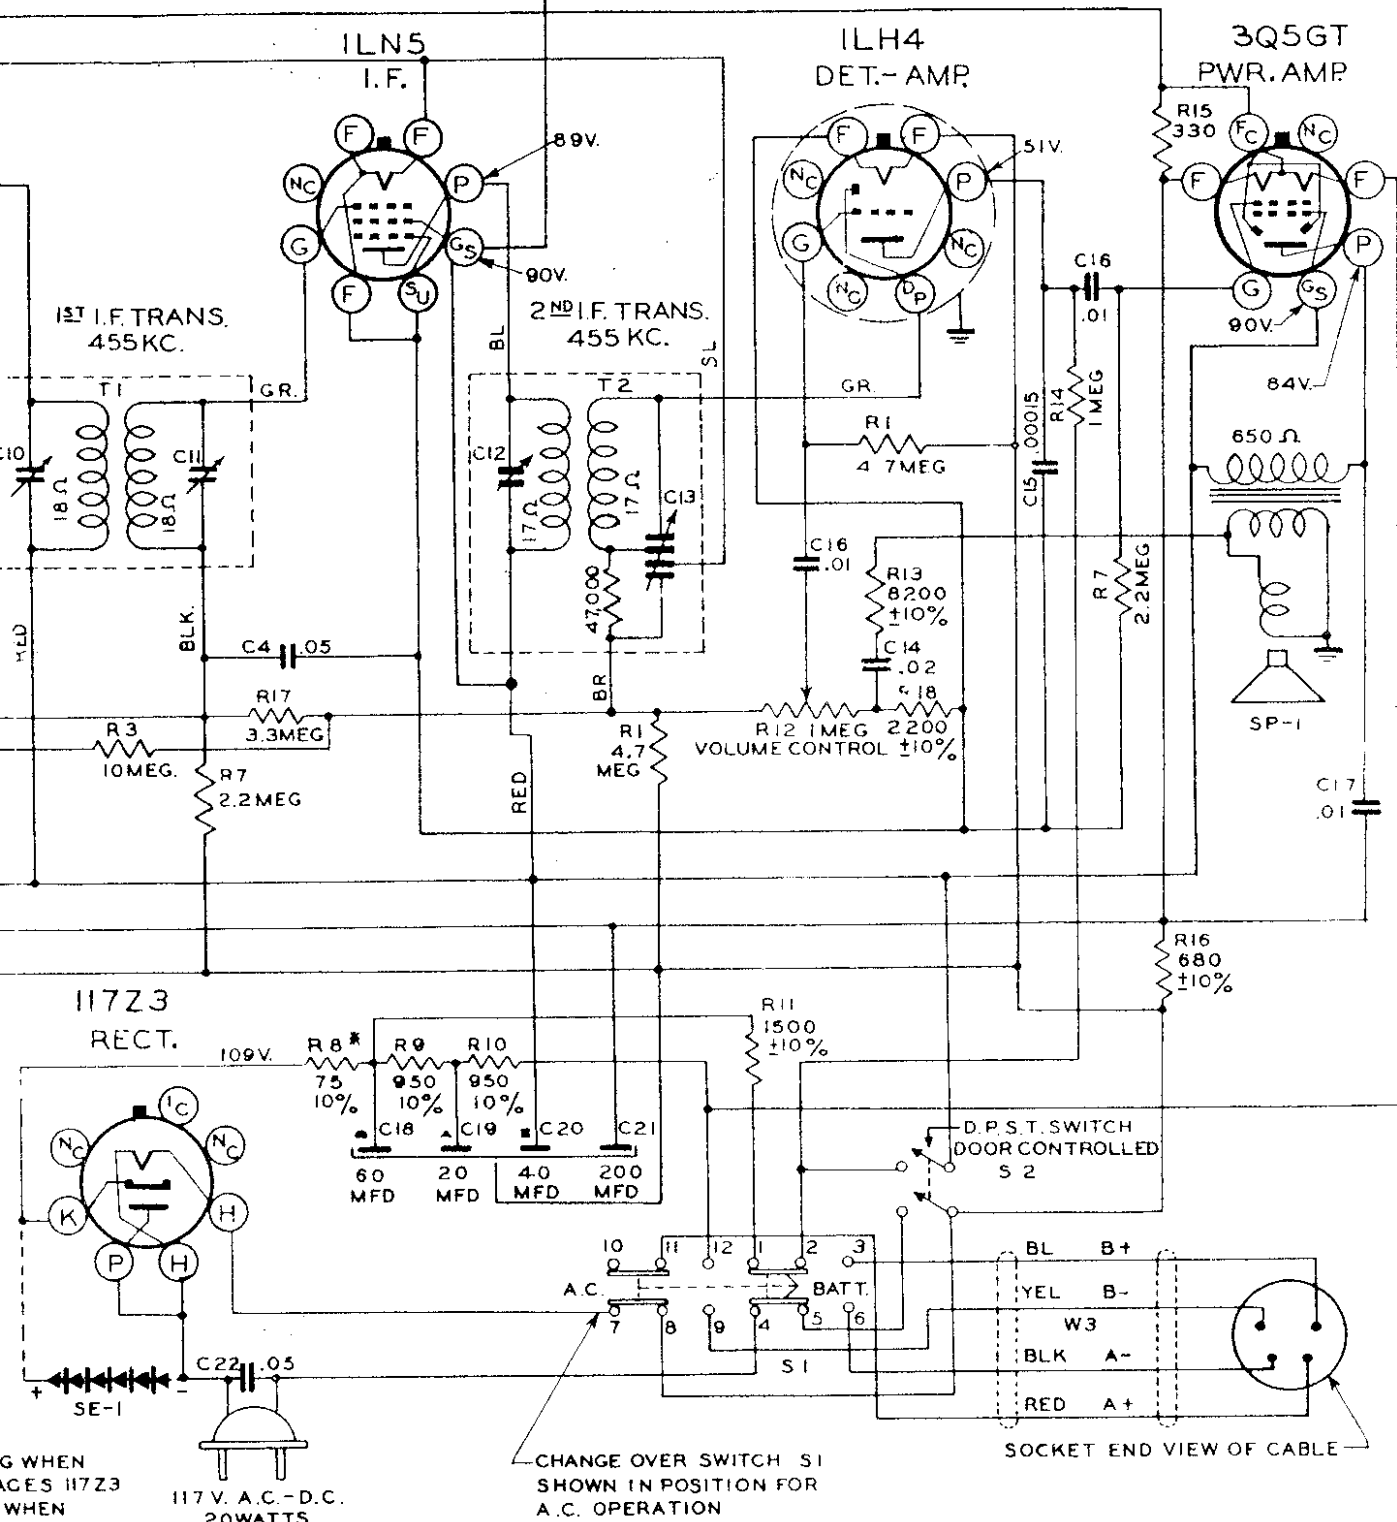 1LN5
I.F.
1LH4
DET.-AMP.
3Q5GT
PWR. AMP.
R15
330
F
F
NC
P
G
GS
F
SU
89V.
90V.
F
F
NC
P
G
NC
NC
DP
51V.
FC
NC
F
F
P
G
GS
90V.
84V.
C16
.01
1ST I.F. TRANS.
455KC.
2ND I.F. TRANS.
455 KC.
BL
SL
T1
GR.
T2
GR.
C10
18Ω
18Ω
C11
C12
17Ω
17Ω
C13
47,000
R1
4.7MEG
C15
.00015
R14
1MEG
650 Ω
C16
.01
R13
8200
±10%
C14
.02
R18
2200
±10%
R7
2.2MEG
SP-1
RED
BLK.
C4
.05
BR
R17
3.3MEG
R3
10MEG.
R7
2.2MEG
R1
4.7
MEG
R12 1MEG
VOLUME CONTROL
RED
C17
.01
R16
680
±10%
117Z3
RECT.
109V.
R8*
75
10%
R9
950
10%
R10
950
10%
R11
1500
±10%
C18
60
MFD
C19
20
MFD
C20
40
MFD
C21
200
MFD
IC
NC
NC
K
H
P
H
D.P.S.T. SWITCH
DOOR CONTROLLED
S2
10
11
12
1
2
3
A.C.
BATT.
7
8
9
4
5
6
S1
BL B+
YEL B-
W3
BLK A-
RED A+
C22
.05
+
-
SE-1
SOCKET END VIEW OF CABLE
CHANGE OVER SWITCH S1
SHOWN IN POSITION FOR
A.C. OPERATION
G WHEN
ACES 117Z3
WHEN
117 V. A.C.-D.C.
20WATTS